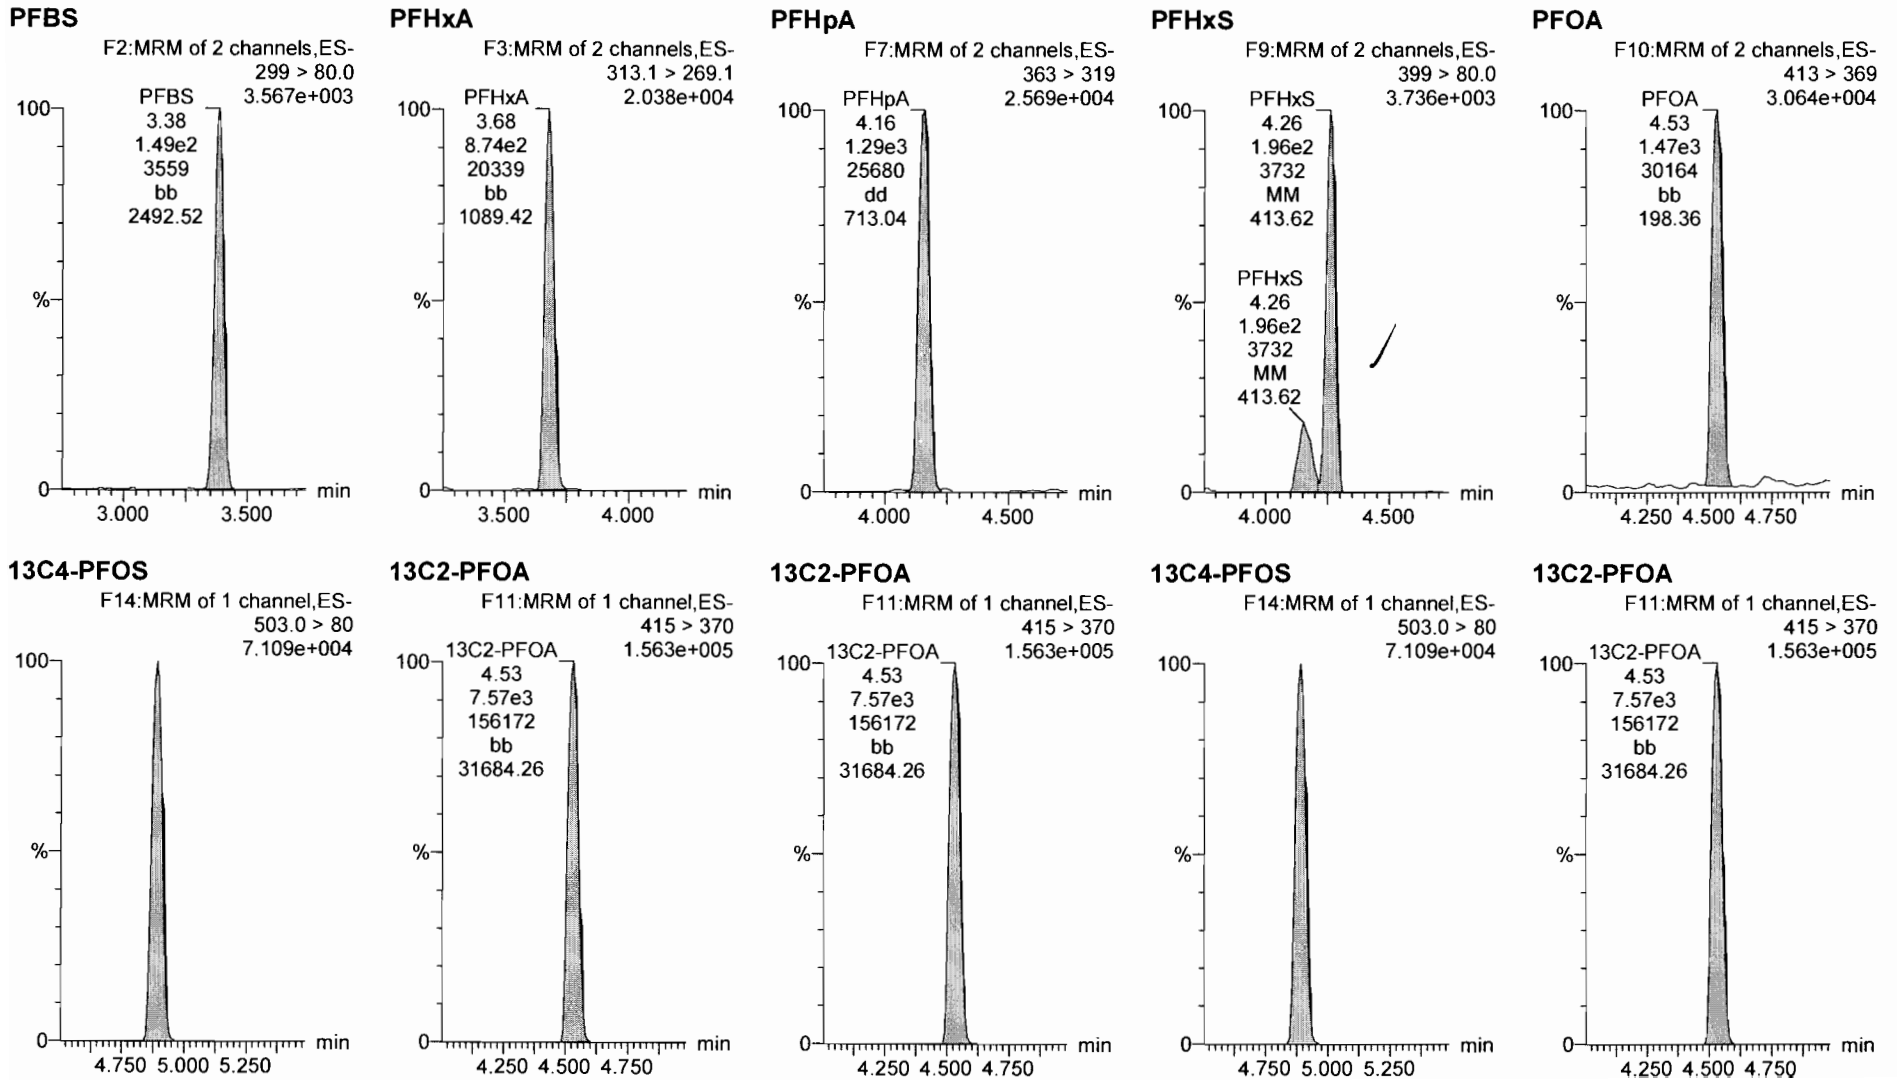 PFBS
F2:MRM of 2 channels,ES-
299 > 80.0
3.567e+003
PFBS
3.38
1.49e2
3559
bb
2492.52
100
%
0
3.000 3.500
min
PFHxA
F3:MRM of 2 channels,ES-
313.1 > 269.1
2.038e+004
PFHxA
3.68
8.74e2
20339
bb
1089.42
100
%
0
3.500 4.000
min
PFHpA
F7:MRM of 2 channels,ES-
363 > 319
2.569e+004
PFHpA
4.16
1.29e3
25680
dd
713.04
100
%
0
4.000 4.500
min
PFHxS
F9:MRM of 2 channels,ES-
399 > 80.0
3.736e+003
PFHxS
4.26
1.96e2
3732
MM
413.62
PFHxS
4.26
1.96e2
3732
MM
413.62
100
%
0
4.000 4.500
min
PFOA
F10:MRM of 2 channels,ES-
413 > 369
3.064e+004
PFOA
4.53
1.47e3
30164
bb
198.36
100
%
0
4.250 4.500 4.750
min
13C4-PFOS
F14:MRM of 1 channel,ES-
503.0 > 80
7.109e+004
100
%
0
4.750 5.000 5.250
min
13C2-PFOA
F11:MRM of 1 channel,ES-
415 > 370
1.563e+005
13C2-PFOA
4.53
7.57e3
156172
bb
31684.26
100
%
0
4.250 4.500 4.750
min
13C2-PFOA
F11:MRM of 1 channel,ES-
415 > 370
1.563e+005
13C2-PFOA
4.53
7.57e3
156172
bb
31684.26
100
%
0
4.250 4.500 4.750
min
13C4-PFOS
F14:MRM of 1 channel,ES-
503.0 > 80
7.109e+004
100
%
0
4.750 5.000 5.250
min
13C2-PFOA
F11:MRM of 1 channel,ES-
415 > 370
1.563e+005
13C2-PFOA
4.53
7.57e3
156172
bb
31684.26
100
%
0
4.250 4.500 4.750
min